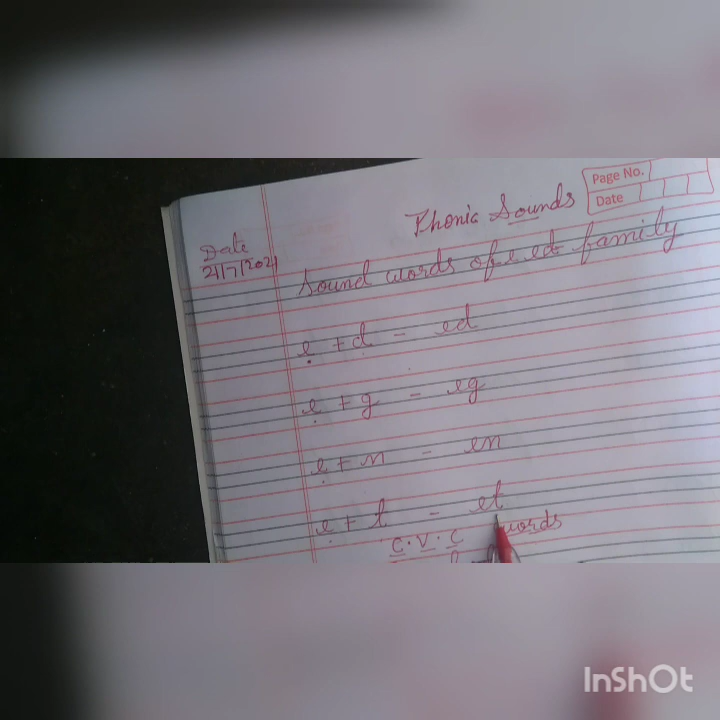 Page No.
Date
Phonic Sounds
Date
21/7/2021
Sound words of ed family
e + d - ed
e + g - eg
e + n - en
e + t - et
C.V.C words
InShOt